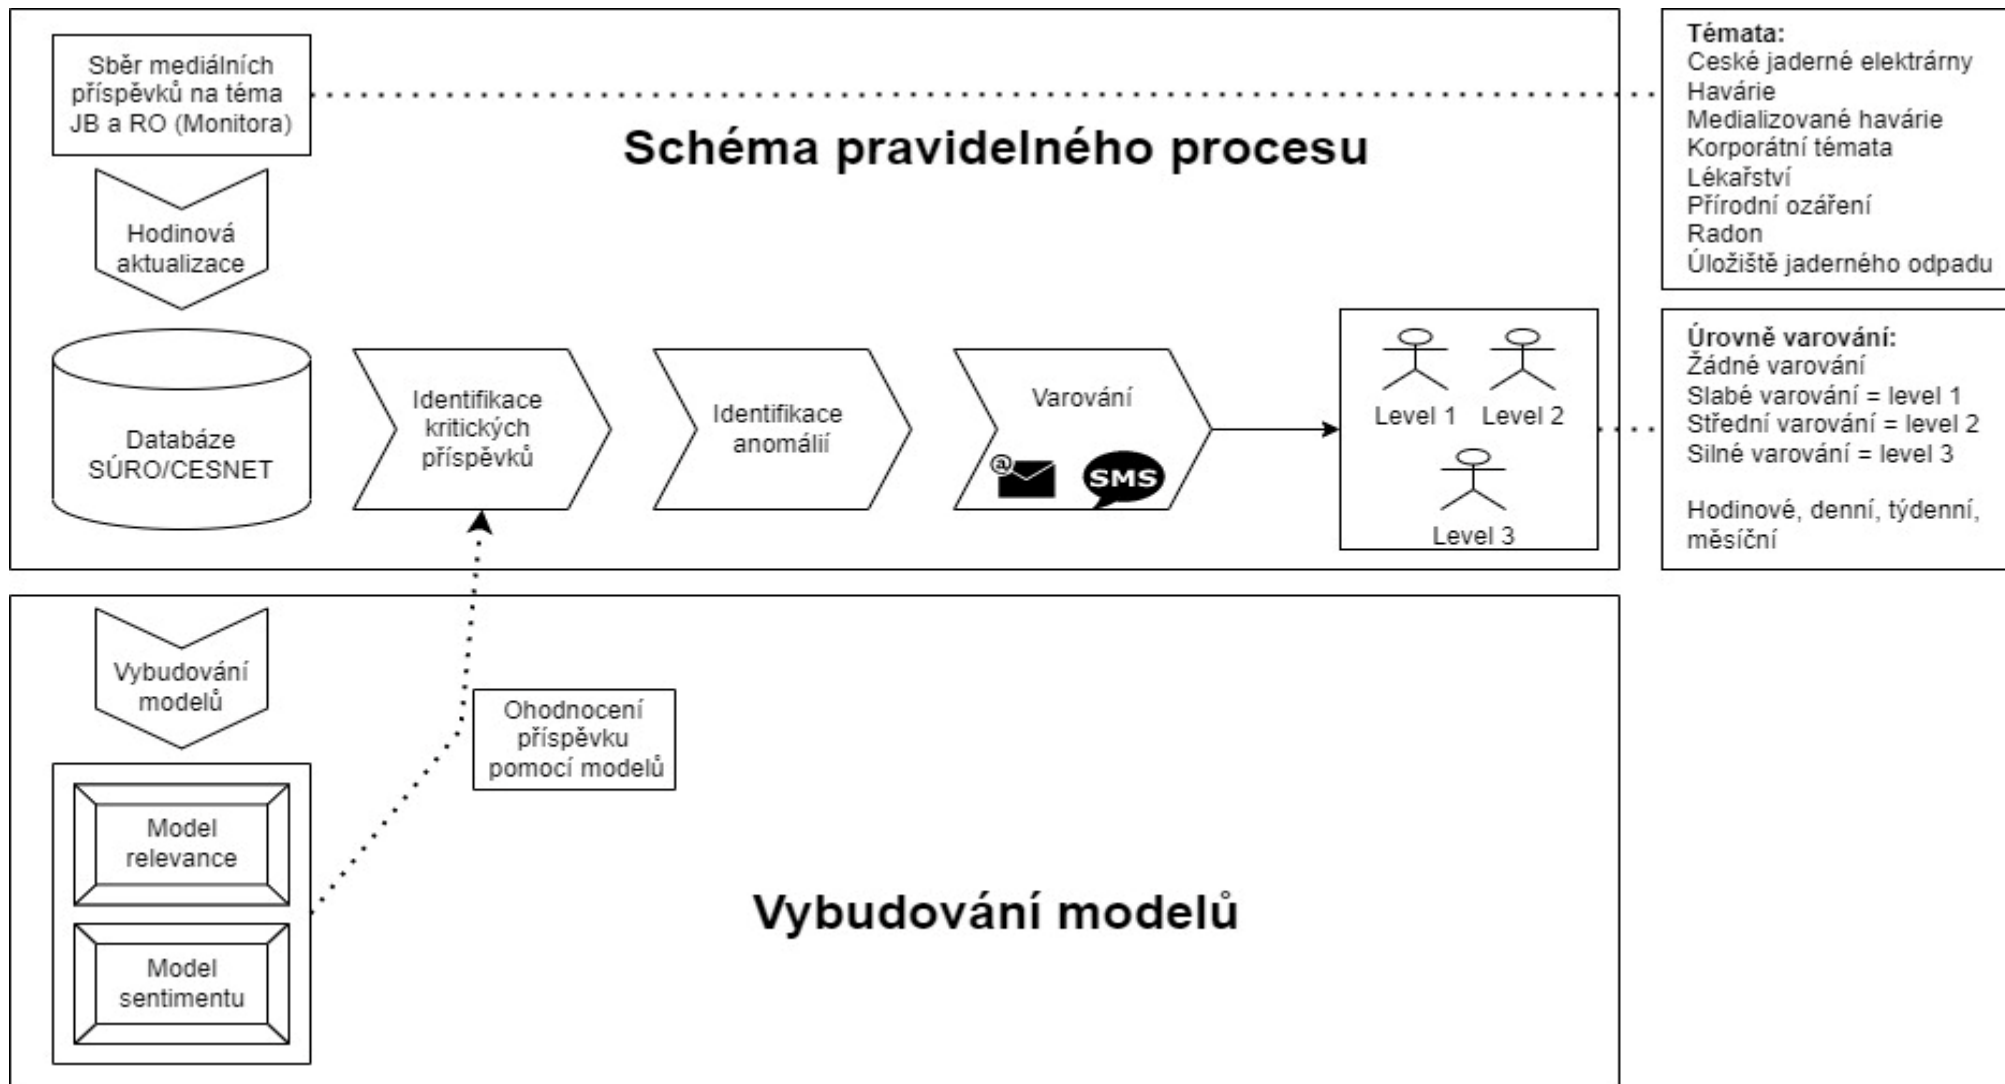 Sběr mediálních
příspěvků na téma
JB a RO (Monitora)
Schéma pravidelného procesu
Hodinová
aktualizace
Databáze
SÚRO/CESNET
Identifikace
kritických
příspěvků
Identifikace
anomálií
Varování
@
SMS
Level 1
Level 2
Level 3
Témata:
České jaderné elektrárny
Havárie
Medializované havárie
Korporátní témata
Lékařství
Přírodní ozáření
Radon
Úložiště jaderného odpadu
Úrovně varování:
Žádné varování
Slabé varování = level 1
Střední varování = level 2
Silné varování = level 3
Hodinové, denní, týdenní,
měsíční
Vybudování
modelů
Ohodnocení
příspěvku
pomocí modelů
Model
relevance
Model
sentimentu
Vybudování modelů